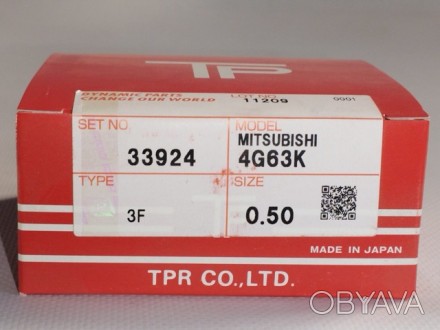 TP
DYNAMIC PARTS
CHANGE OUR WORLD
LOT NO
11209
0001
SET NO.
33924
MODEL
MITSUBISHI
4G63K
TYPE
3F
SIZE
0.50
MADE IN JAPAN
TPR CO.,LTD.
OBYAVA